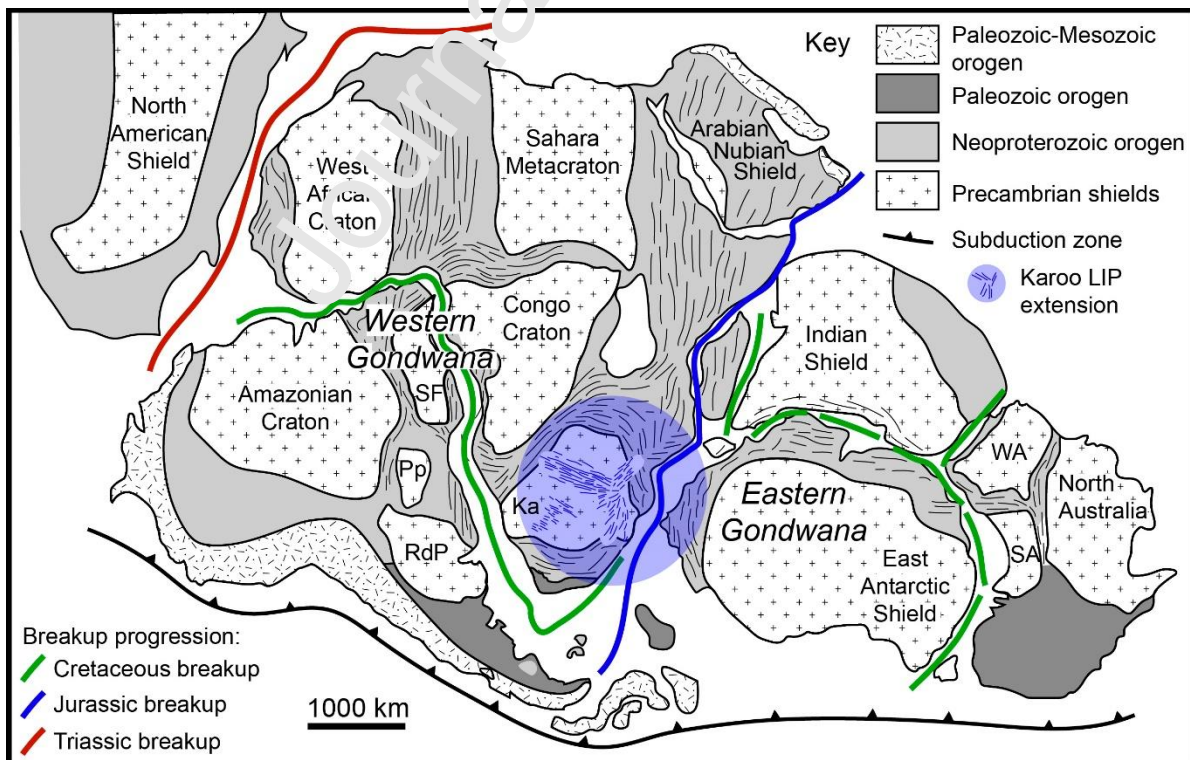 Journa
Key
Paleozoic-Mesozoic
orogen
Paleozoic orogen
Neoproterozoic orogen
Precambrian shields
Subduction zone
Karoo LIP
extension
North
American
Shield
West
African
Craton
Sahara
Metacraton
Arabian
Nubian
Shield
Congo
Craton
Western
Gondwana
Indian
Shield
Amazonian
Craton
SF
Pp
Ka
RdP
WA
North
Australia
Eastern
Gondwana
SA
East
Antarctic
Shield
Breakup progression:
Cretaceous breakup
Jurassic breakup
Triassic breakup
1000 km